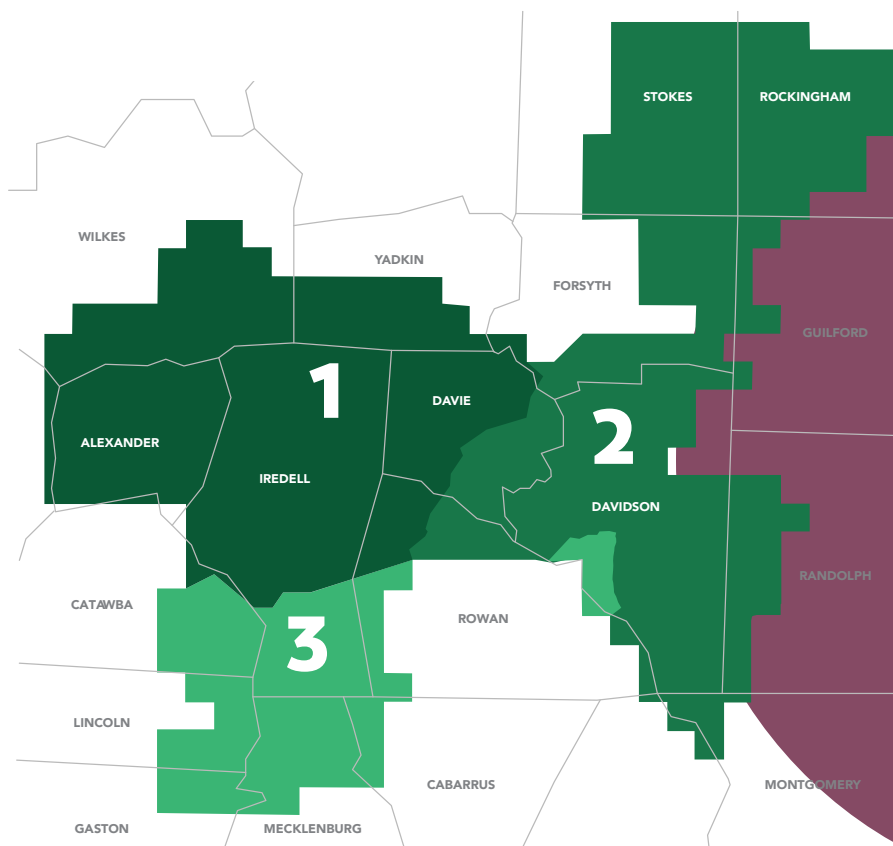 STOKES
ROCKINGHAM
WILKES
YADKIN
FORSYTH
GUILFORD
1
DAVIE
2
ALEXANDER
IREDELL
DAVIDSON
RANDOLPH
CATAWBA
ROWAN
3
LINCOLN
CABARRUS
MONTGOMERY
GASTON
MECKLENBURG